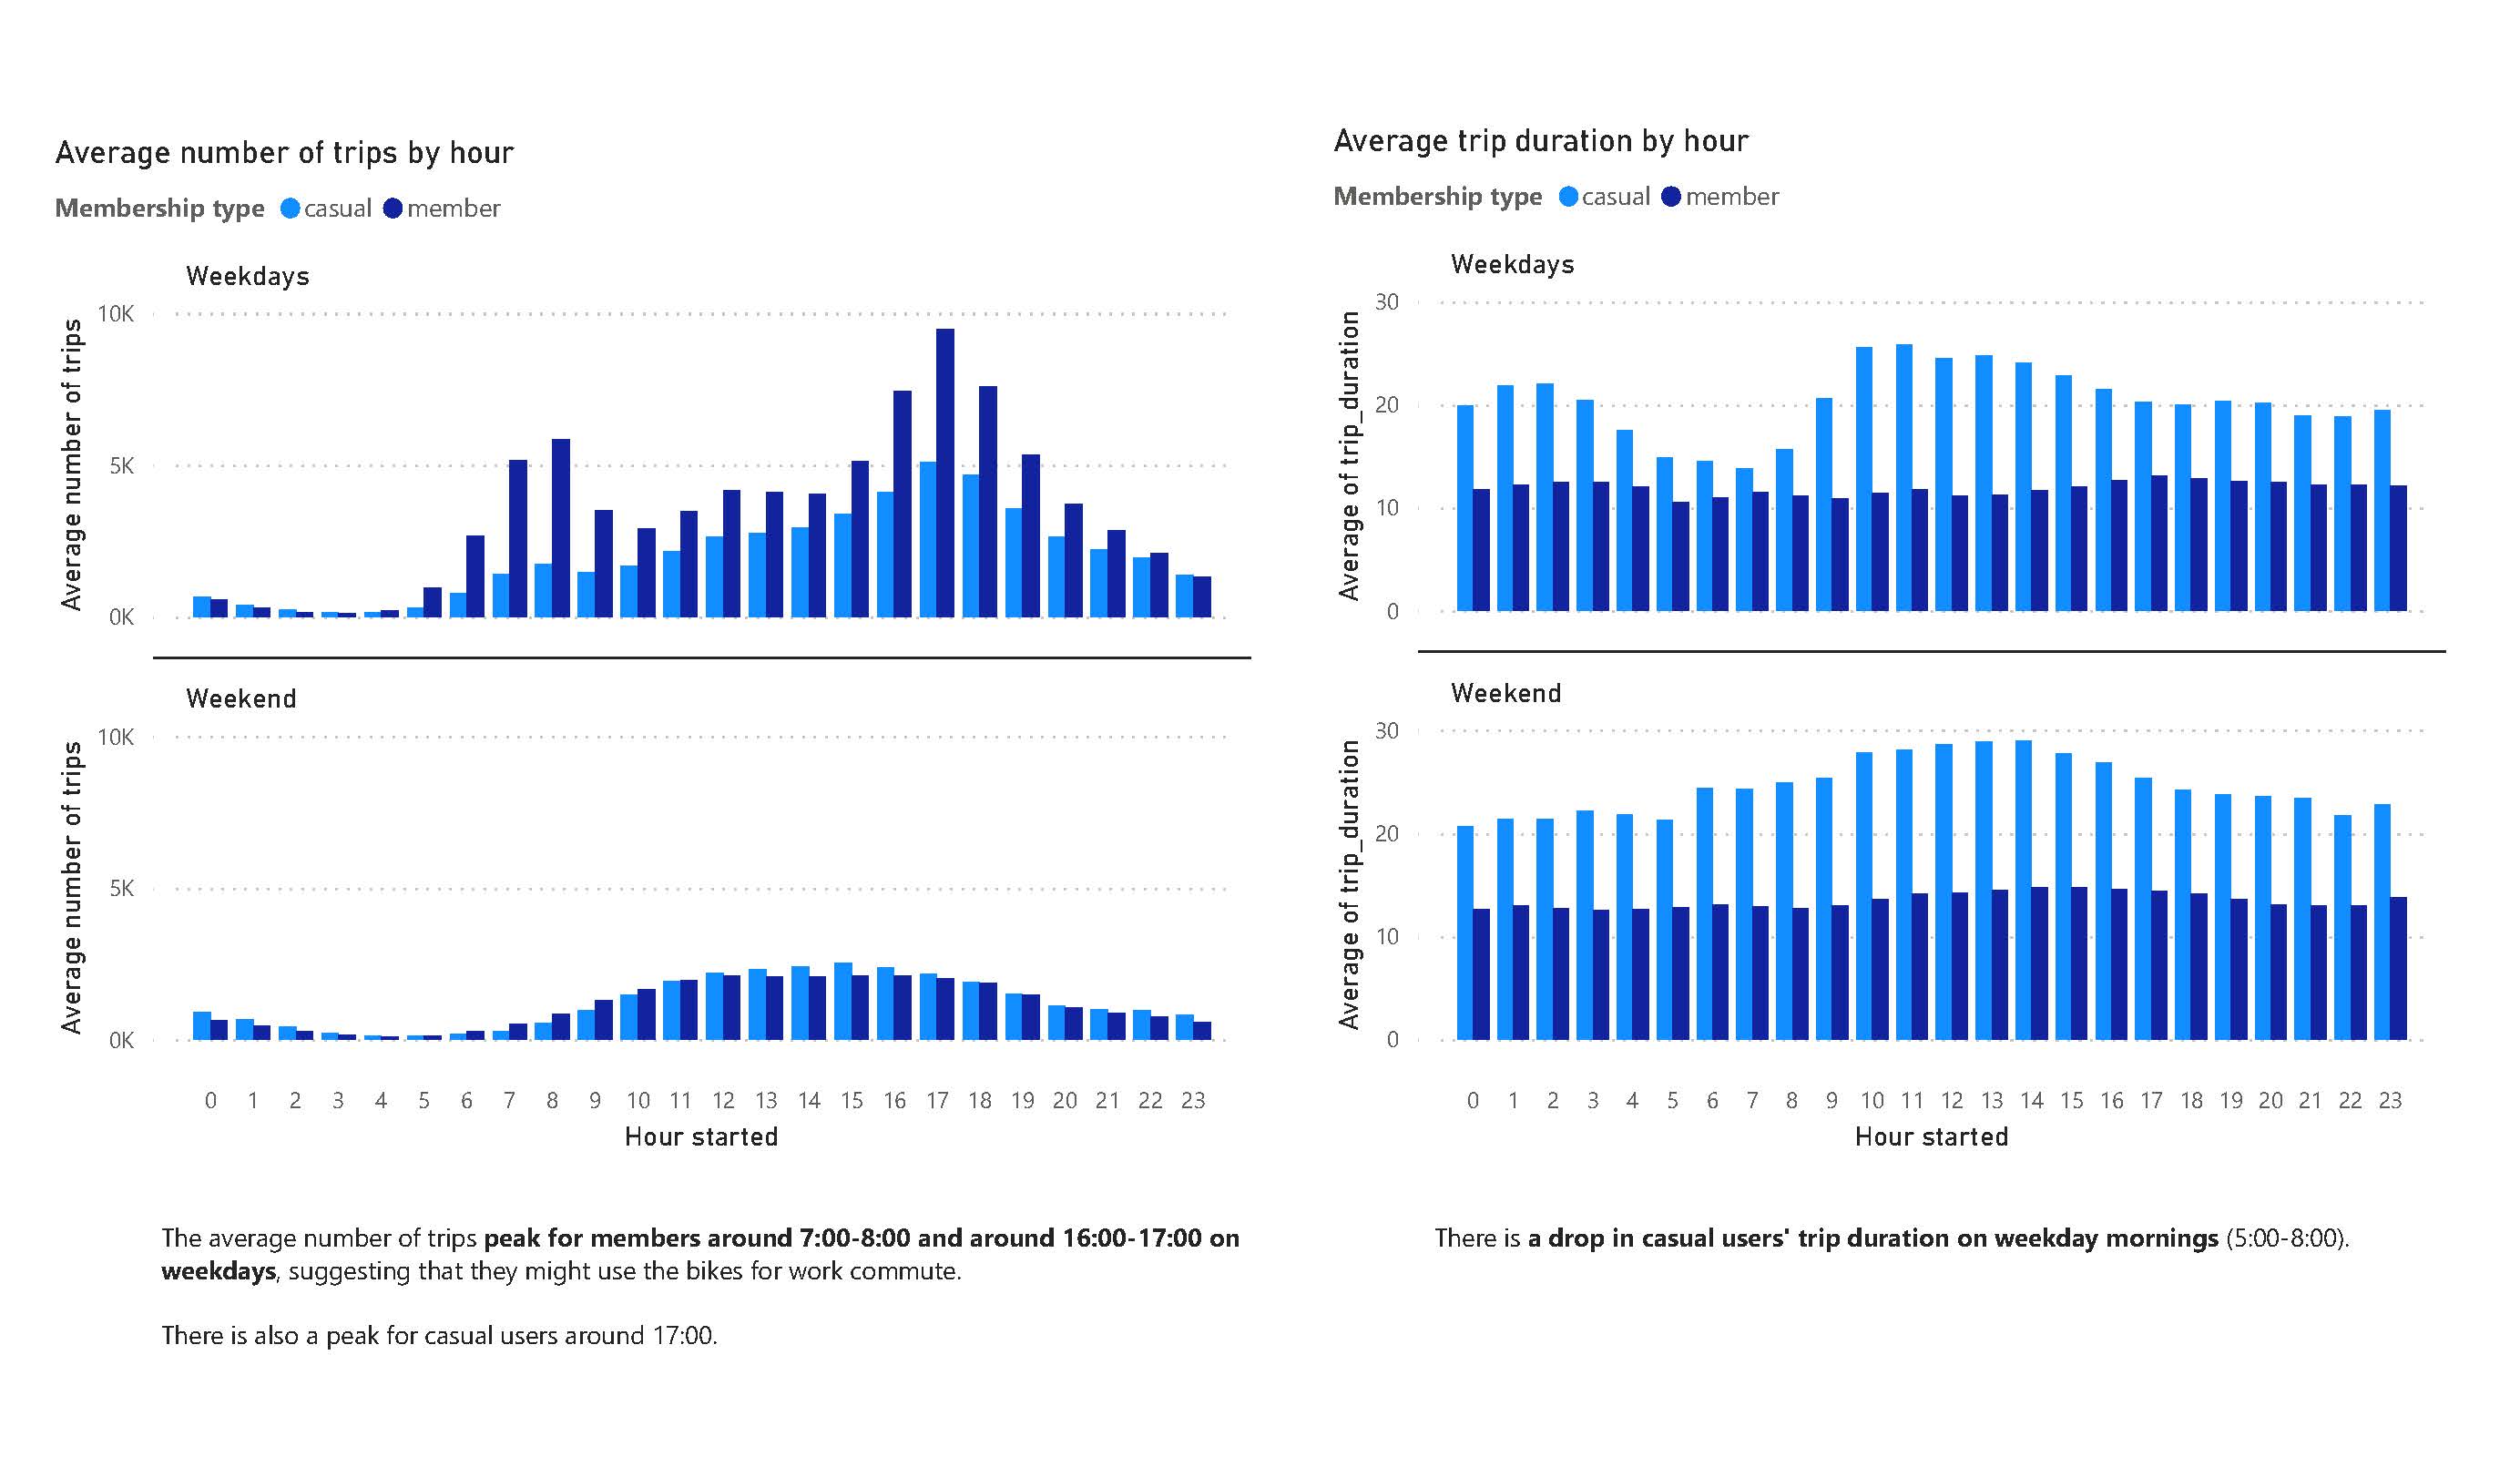 Average number of trips by hour
Membership type casual member
Weekdays
Average number of trips
10K
5K
0K
Weekend
Average number of trips
10K
5K
0K
0 1 2 3 4 5 6 7 8 9 10 11 12 13 14 15 16 17 18 19 20 21 22 23
Hour started
The average number of trips peak for members around 7:00-8:00 and around 16:00-17:00 on
weekdays, suggesting that they might use the bikes for work commute.
There is also a peak for casual users around 17:00.
Average trip duration by hour
Membership type casual member
Weekdays
Average of trip_duration
30
20
10
0
Weekend
Average of trip_duration
30
20
10
0
0 1 2 3 4 5 6 7 8 9 10 11 12 13 14 15 16 17 18 19 20 21 22 23
Hour started
There is a drop in casual users' trip duration on weekday mornings (5:00-8:00).